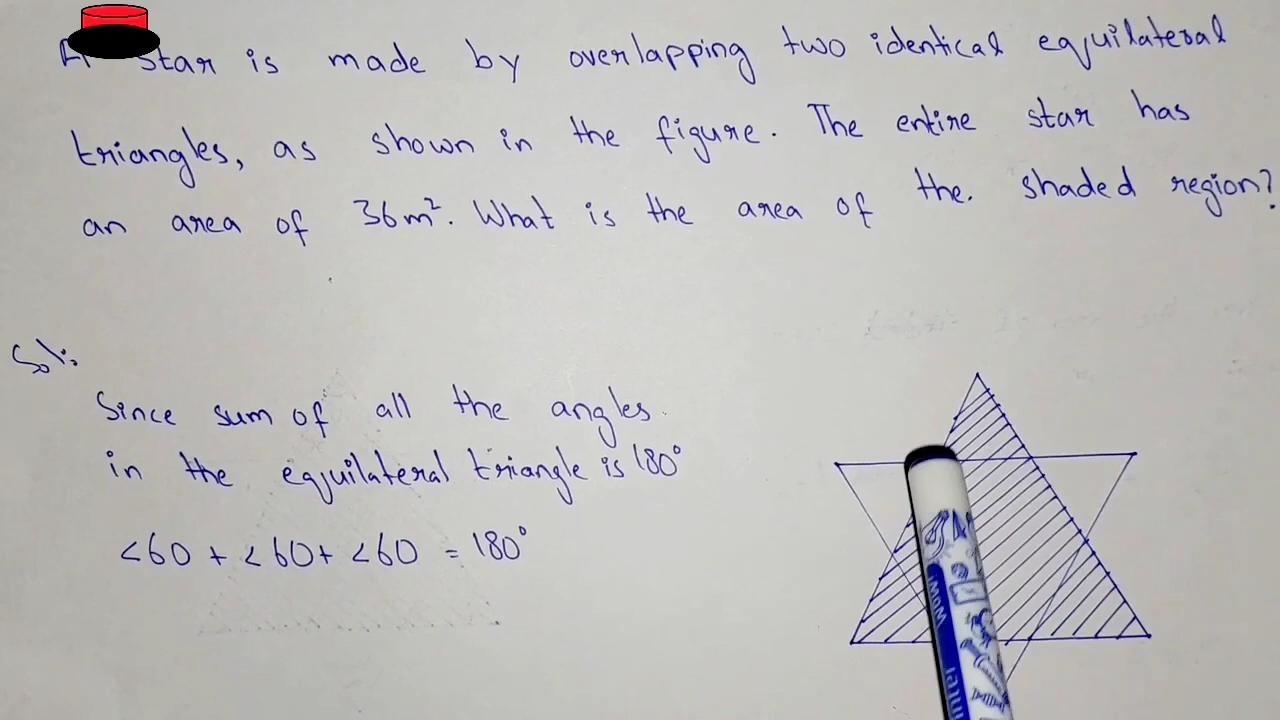 A star is made by overlapping two identical equilateral
triangles, as shown in the figure. The entire star has
an area of 36m². What is the area of the. shaded region?
Sol:
Since sum of all the angles.
in the equilateral triangle is 180°
<60 + <60 + <60 = 180°